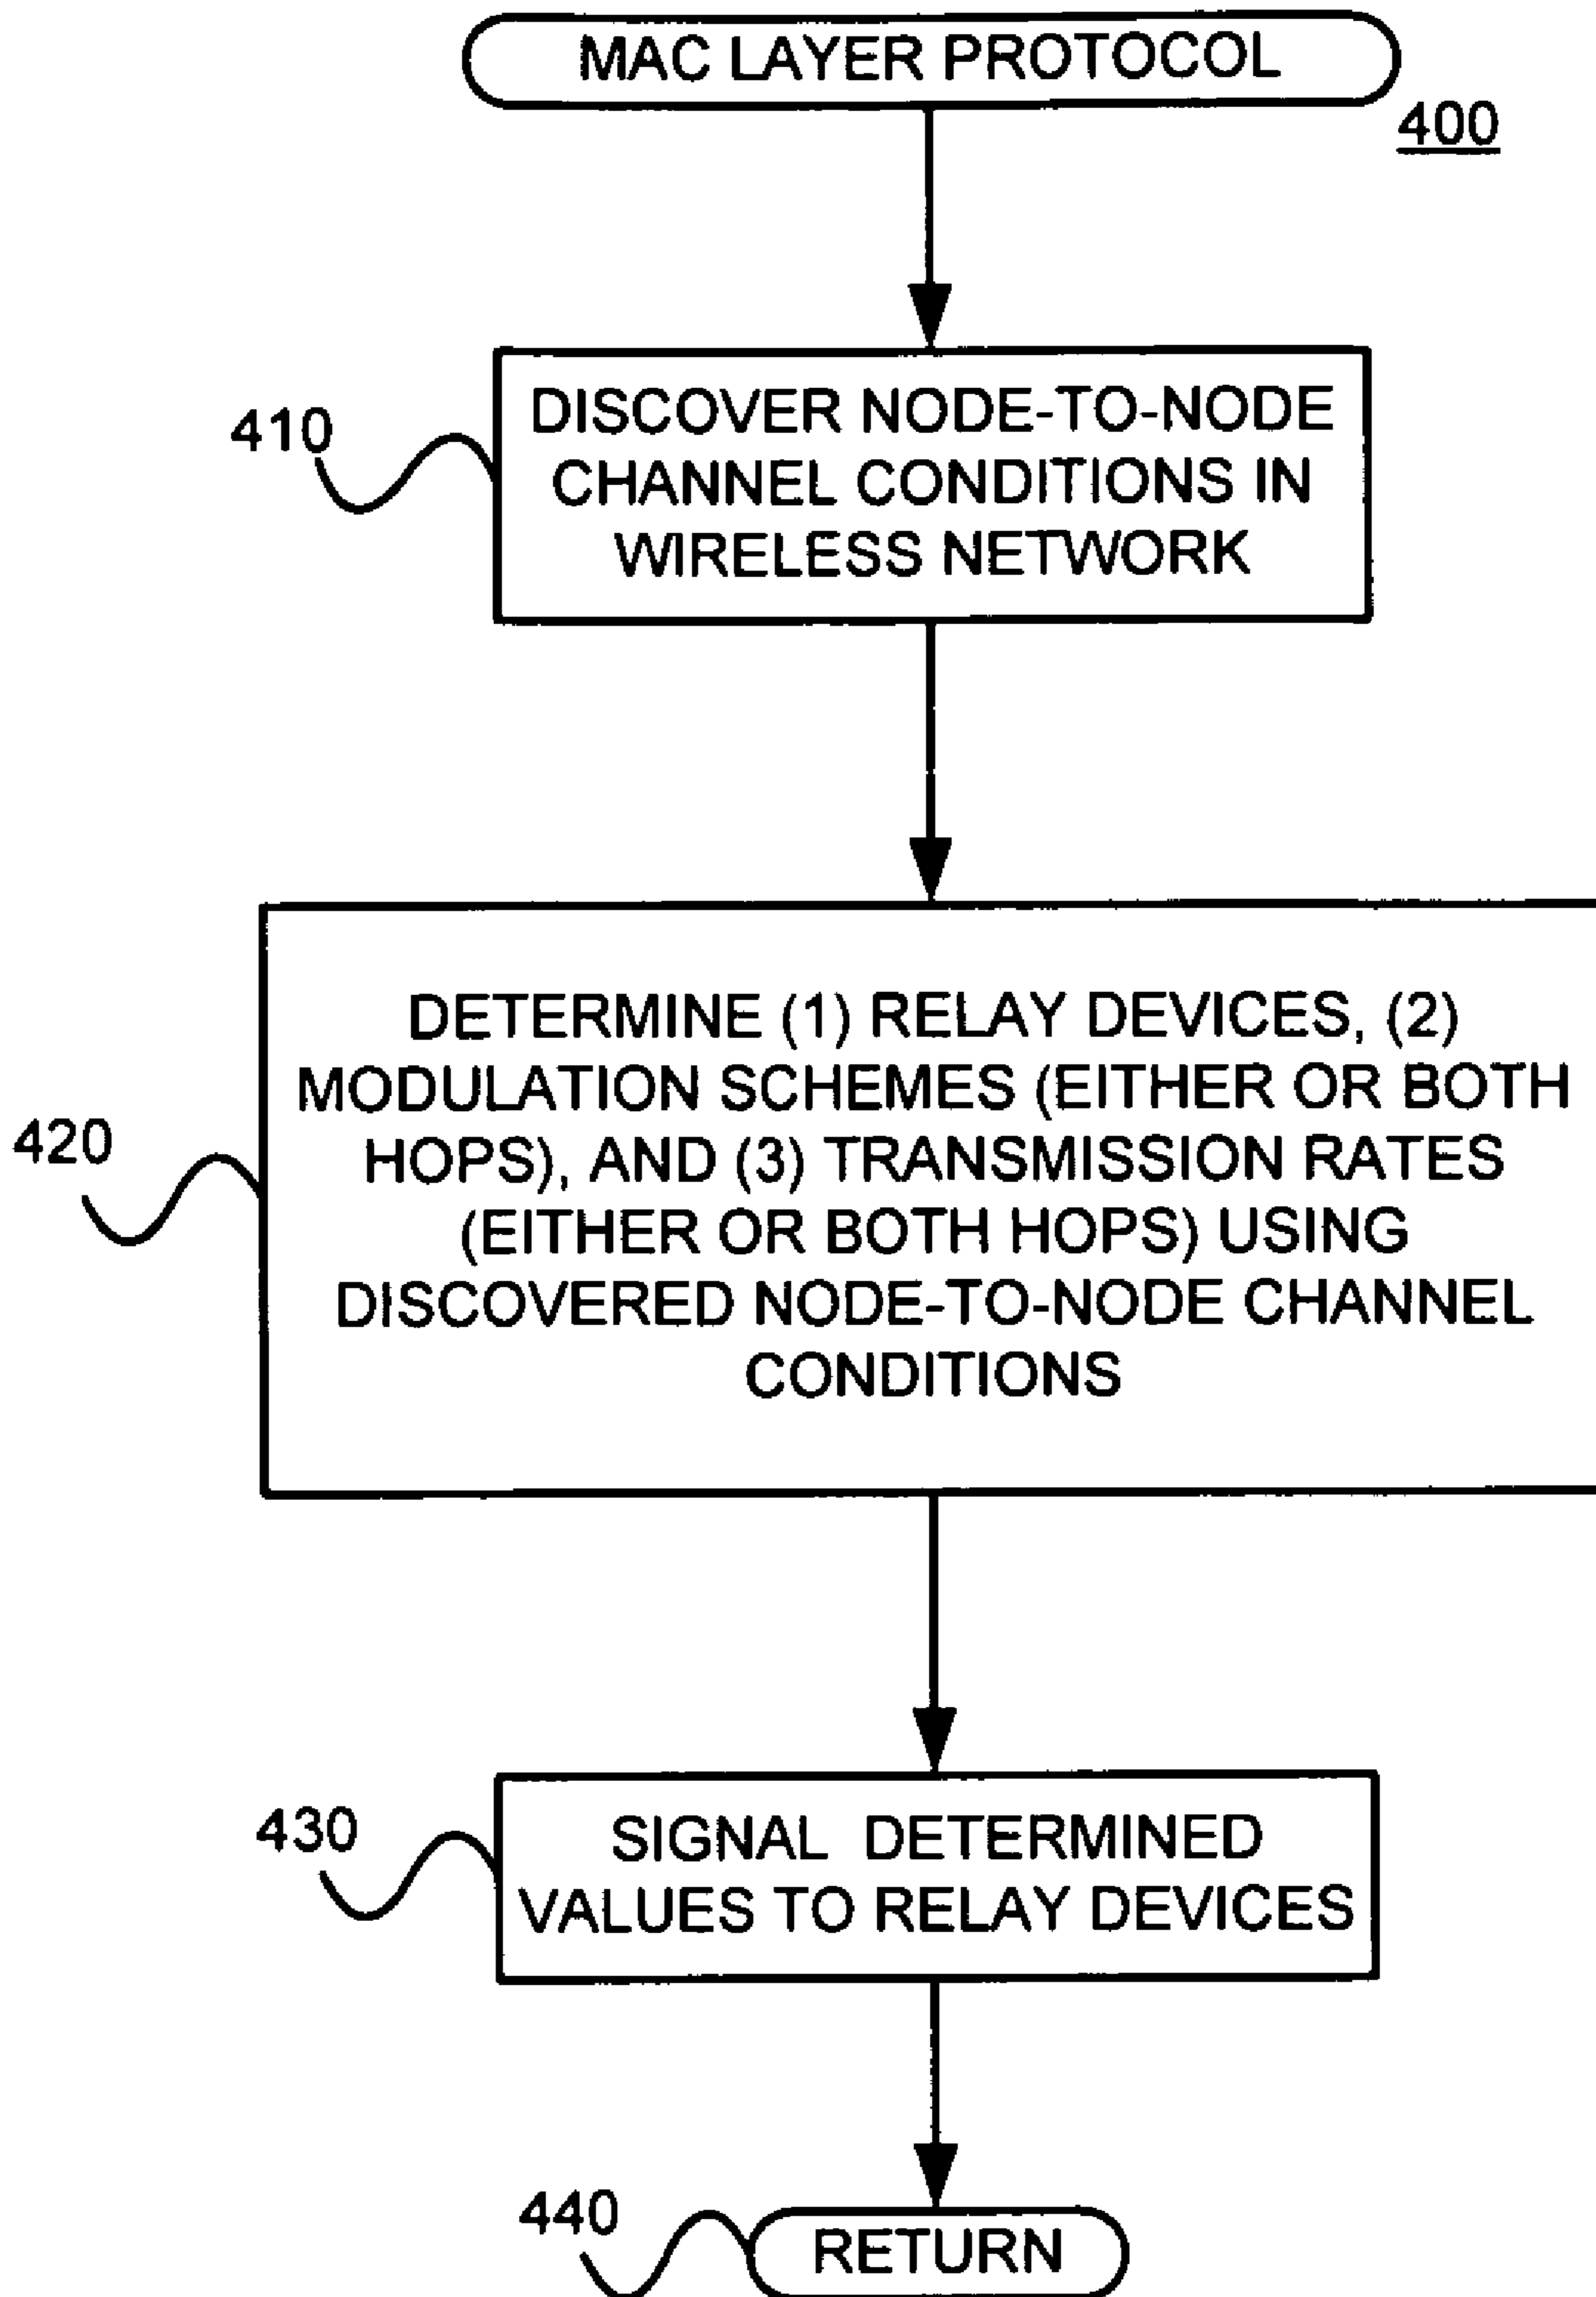 MAC LAYER PROTOCOL
400
410
DISCOVER NODE-TO-NODE
CHANNEL CONDITIONS IN
WIRELESS NETWORK
420
DETERMINE (1) RELAY DEVICES, (2)
MODULATION SCHEMES (EITHER OR BOTH
HOPS), AND (3) TRANSMISSION RATES
(EITHER OR BOTH HOPS) USING
DISCOVERED NODE-TO-NODE CHANNEL
CONDITIONS
430
SIGNAL DETERMINED
VALUES TO RELAY DEVICES
440
RETURN